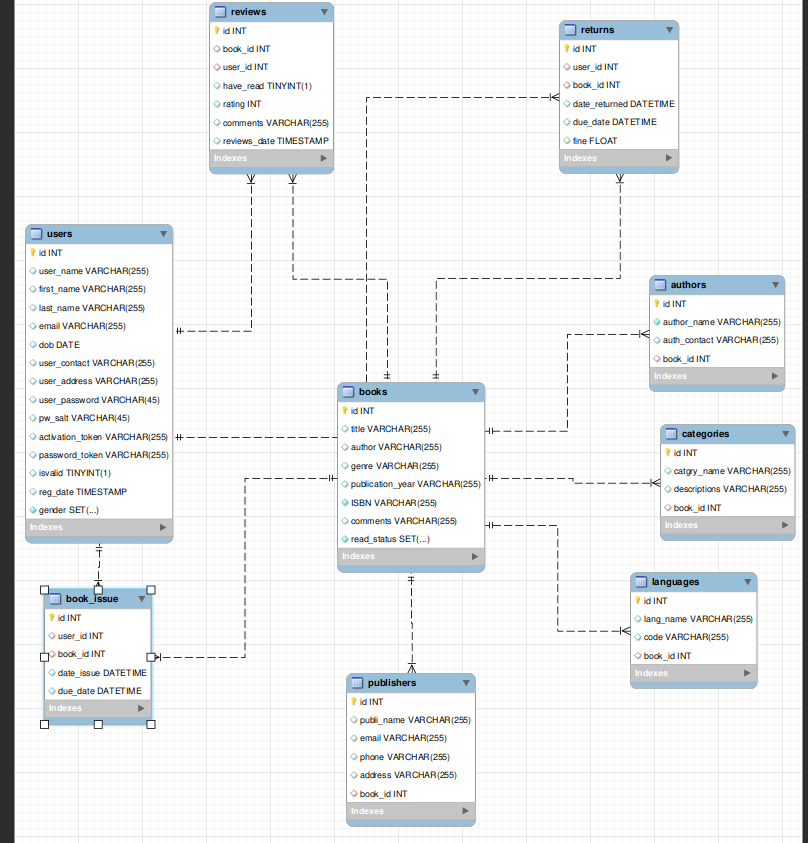 reviews
id INT
book_id INT
user_id INT
have_read TINYINT(1)
rating INT
comments VARCHAR(255)
reviews_date TIMESTAMP
Indexes
returns
id INT
user_id INT
book_id INT
date_returned DATETIME
due_date DATETIME
fine FLOAT
Indexes
users
id INT
user_name VARCHAR(255)
first_name VARCHAR(255)
last_name VARCHAR(255)
email VARCHAR(255)
dob DATE
user_contact VARCHAR(255)
user_address VARCHAR(255)
user_password VARCHAR(45)
pw_salt VARCHAR(45)
activation_token VARCHAR(255)
password_token VARCHAR(255)
isvalid TINYINT(1)
reg_date TIMESTAMP
gender SET(...)
Indexes
authors
id INT
author_name VARCHAR(255)
auth_contact VARCHAR(255)
book_id INT
Indexes
books
id INT
title VARCHAR(255)
author VARCHAR(255)
genre VARCHAR(255)
publication_year VARCHAR(255)
ISBN VARCHAR(255)
comments VARCHAR(255)
read_status SET(...)
Indexes
categories
id INT
catgry_name VARCHAR(255)
descriptions VARCHAR(255)
book_id INT
Indexes
languages
id INT
lang_name VARCHAR(255)
code VARCHAR(255)
book_id INT
Indexes
book_issue
id INT
user_id INT
book_id INT
date_issue DATETIME
due_date DATETIME
Indexes
publishers
id INT
publi_name VARCHAR(255)
email VARCHAR(255)
phone VARCHAR(255)
address VARCHAR(255)
book_id INT
Indexes